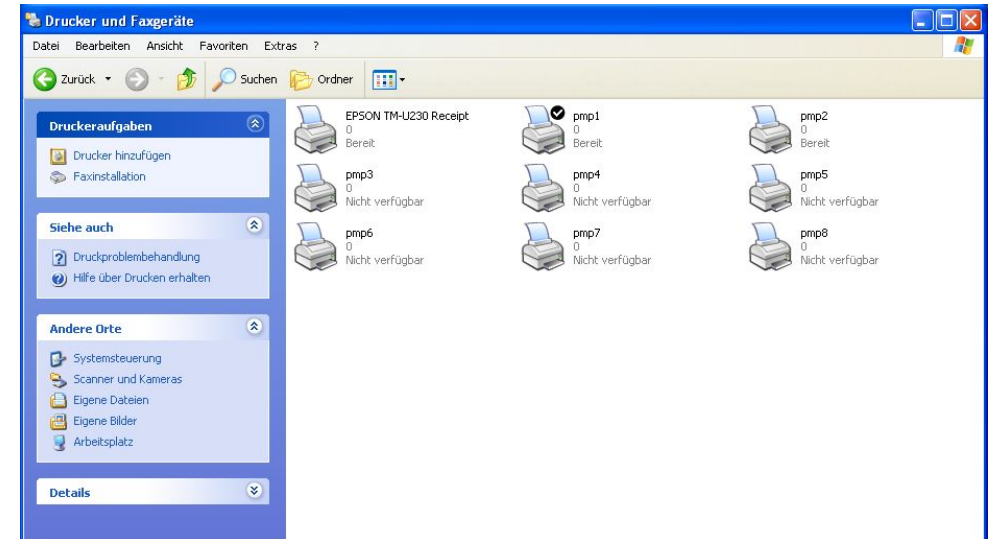 Drucker und Faxgeräte
Datei Bearbeiten Ansicht Favoriten Extras ?
Zurück Suchen Ordner
Druckeraufgaben
Drucker hinzufügen
Faxinstallation
Siehe auch
Druckproblembehandlung
Hilfe über Drucken erhalten
Andere Orte
Systemsteuerung
Scanner und Kameras
Eigene Dateien
Eigene Bilder
Arbeitsplatz
Details
EPSON TM-U230 Receipt
0
Bereit
pmp1
0
Bereit
pmp2
0
Bereit
pmp3
0
Nicht verfügbar
pmp4
0
Nicht verfügbar
pmp5
0
Nicht verfügbar
pmp6
0
Nicht verfügbar
pmp7
0
Nicht verfügbar
pmp8
0
Nicht verfügbar